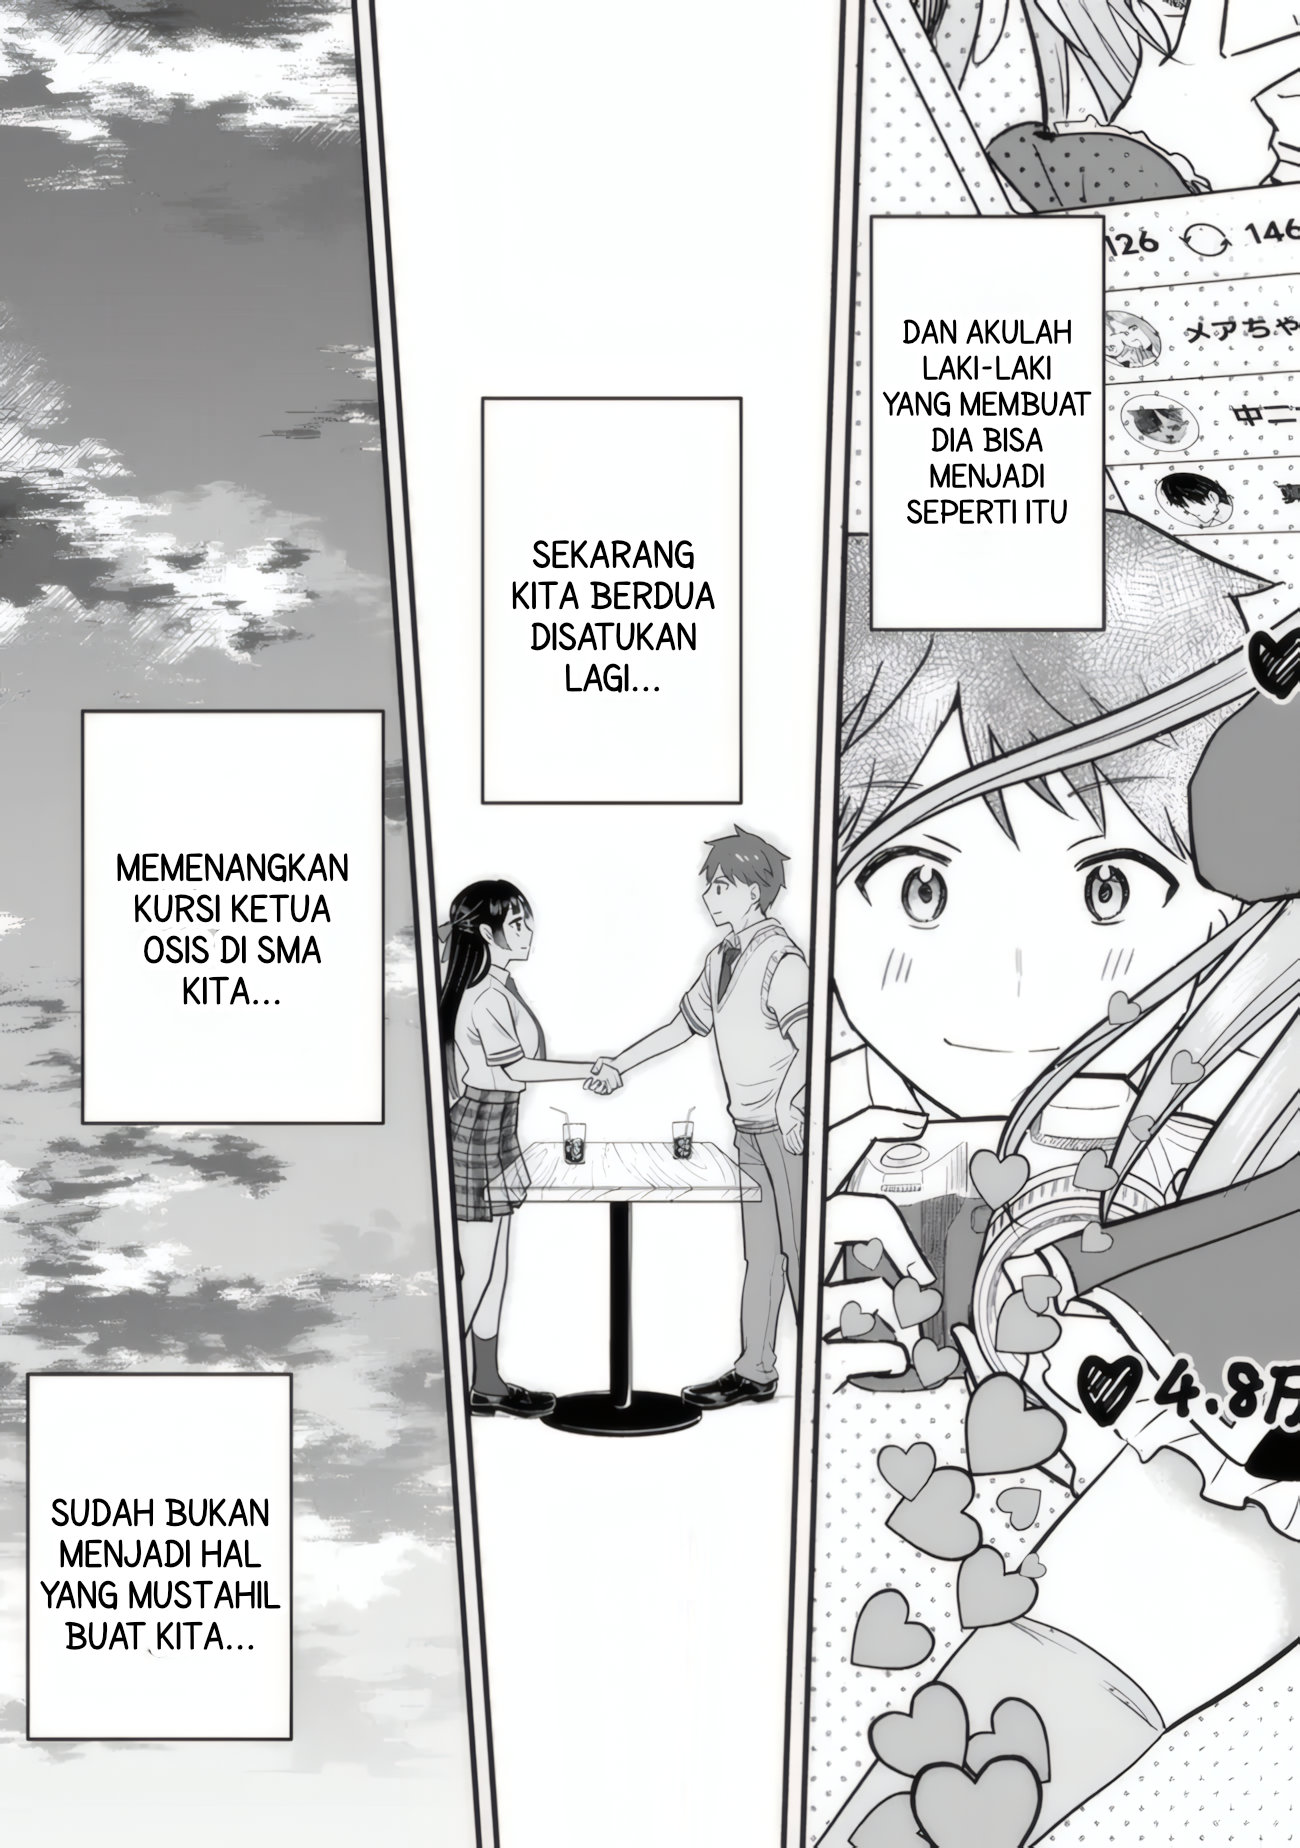 126 146
メアちゃ
中二
DAN AKULAH
LAKI-LAKI
YANG MEMBUAT
DIA BISA
MENJADI
SEPERTI ITU
4.8万
SEKARANG
KITA BERDUA
DISATUKAN
LAGI...
MEMENANGKAN
KURSI KETUA
OSIS DI SMA
KITA...
SUDAH BUKAN
MENJADI HAL
YANG MUSTAHIL
BUAT KITA...